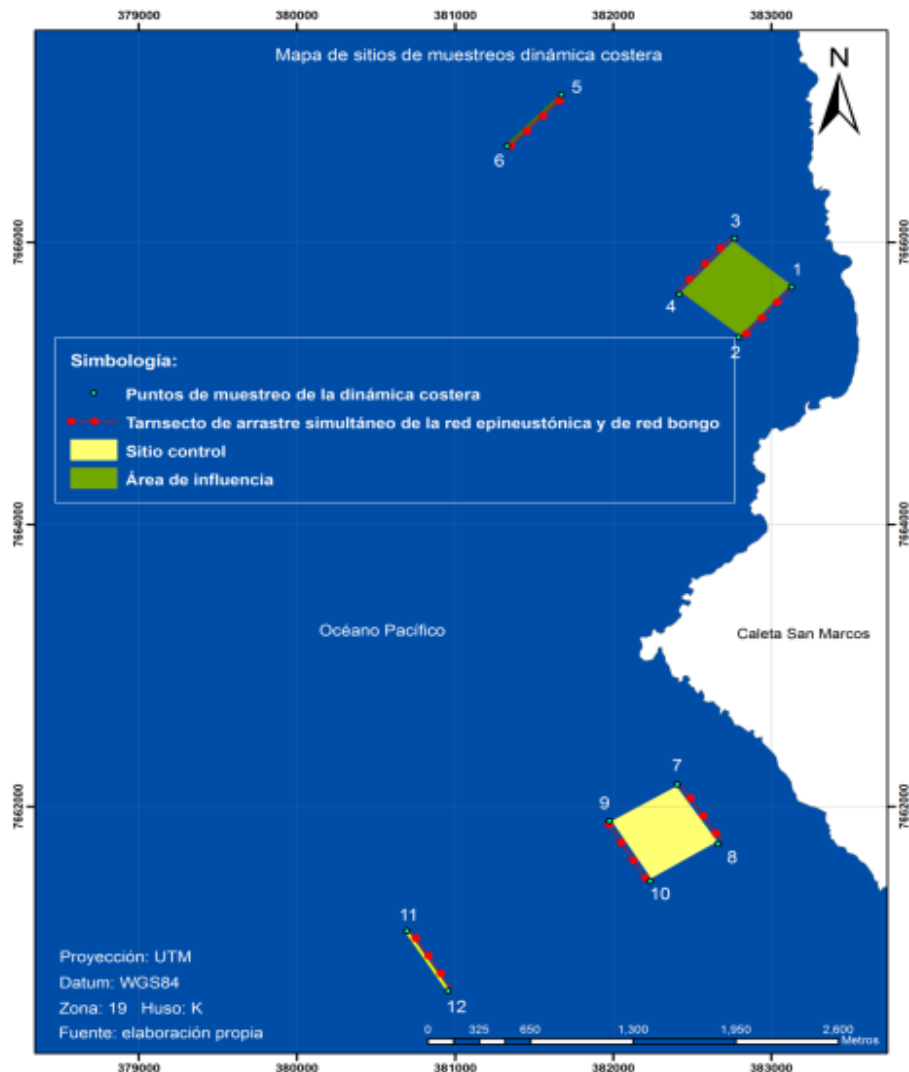 379000 380000 381000 382000 383000
Mapa de sitios de muestreos dinámica costera
N
5
6
3
7666000 7666000
1
4
2
Simbología:
Puntos de muestreo de la dinámica costera
Tarnsecto de arrastre simultáneo de la red epineustónica y de red bongo
Sitio control
Área de influencia
7664000 7664000
Océano Pacífico
Caleta San Marcos
7
9
7662000 7662000
8
10
11
12
Proyección: UTM
Datum: WGS84
Zona: 19 Huso: K
Fuente: elaboración propia
0 325 650 1,300 1,950 2,600
Metros
379000 380000 381000 382000 383000